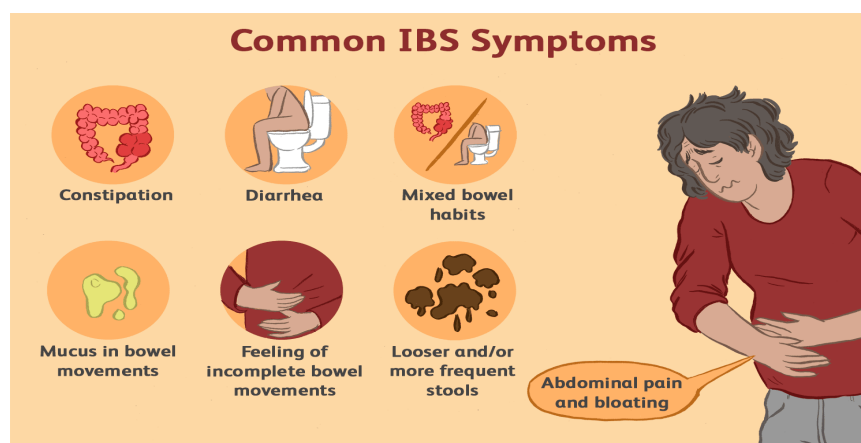 Common IBS Symptoms
Constipation
Diarrhea
Mixed bowel
habits
Mucus in bowel
movements
Feeling of
incomplete bowel
movements
Looser and/or
more frequent
stools
Abdominal pain
and bloating